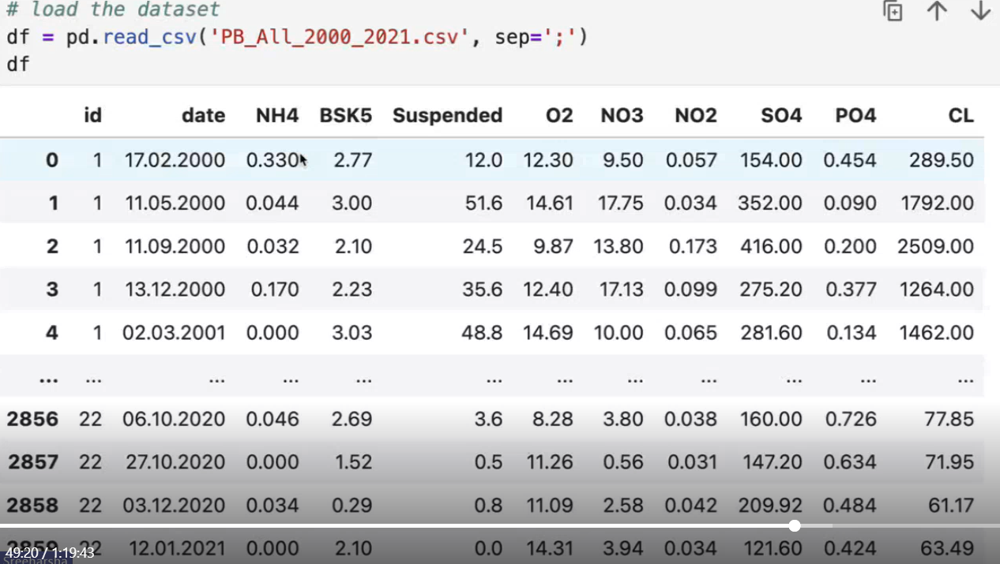 # load the dataset
df = pd.read_csv('PB_All_2000_2021.csv', sep=';')
df
id date NH4 BSK5 Suspended O2 NO3 NO2 SO4 PO4 CL
0 1 17.02.2000 0.330 2.77 12.0 12.30 9.50 0.057 154.00 0.454 289.50
1 1 11.05.2000 0.044 3.00 51.6 14.61 17.75 0.034 352.00 0.090 1792.00
2 1 11.09.2000 0.032 2.10 24.5 9.87 13.80 0.173 416.00 0.200 2509.00
3 1 13.12.2000 0.170 2.23 35.6 12.40 17.13 0.099 275.20 0.377 1264.00
4 1 02.03.2001 0.000 3.03 48.8 14.69 10.00 0.065 281.60 0.134 1462.00
... ... ... ... ... ... ... ... ... ... ... ...
2856 22 06.10.2020 0.046 2.69 3.6 8.28 3.80 0.038 160.00 0.726 77.85
2857 22 27.10.2020 0.000 1.52 0.5 11.26 0.56 0.031 147.20 0.634 71.95
2858 22 03.12.2020 0.034 0.29 0.8 11.09 2.58 0.042 209.92 0.484 61.17
2859 22 12.01.2021 0.000 2.10 0.0 14.31 3.94 0.034 121.60 0.424 63.49
49:20 / 1:19:43
Sreeharsha